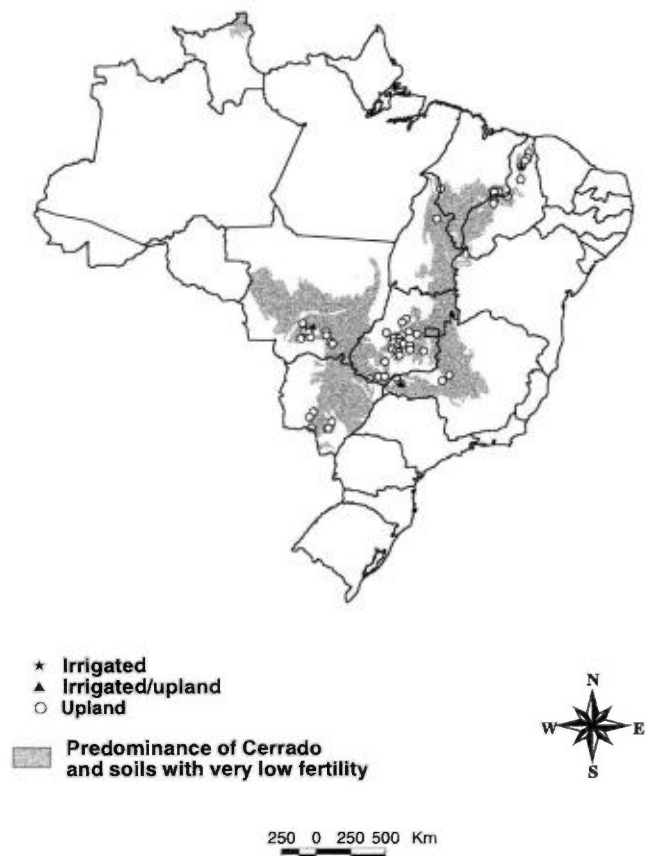 Irrigated
Irrigated/upland
Upland
Predominance of Cerrado
and soils with very low fertility
N
W E
S
250 0 250 500 Km